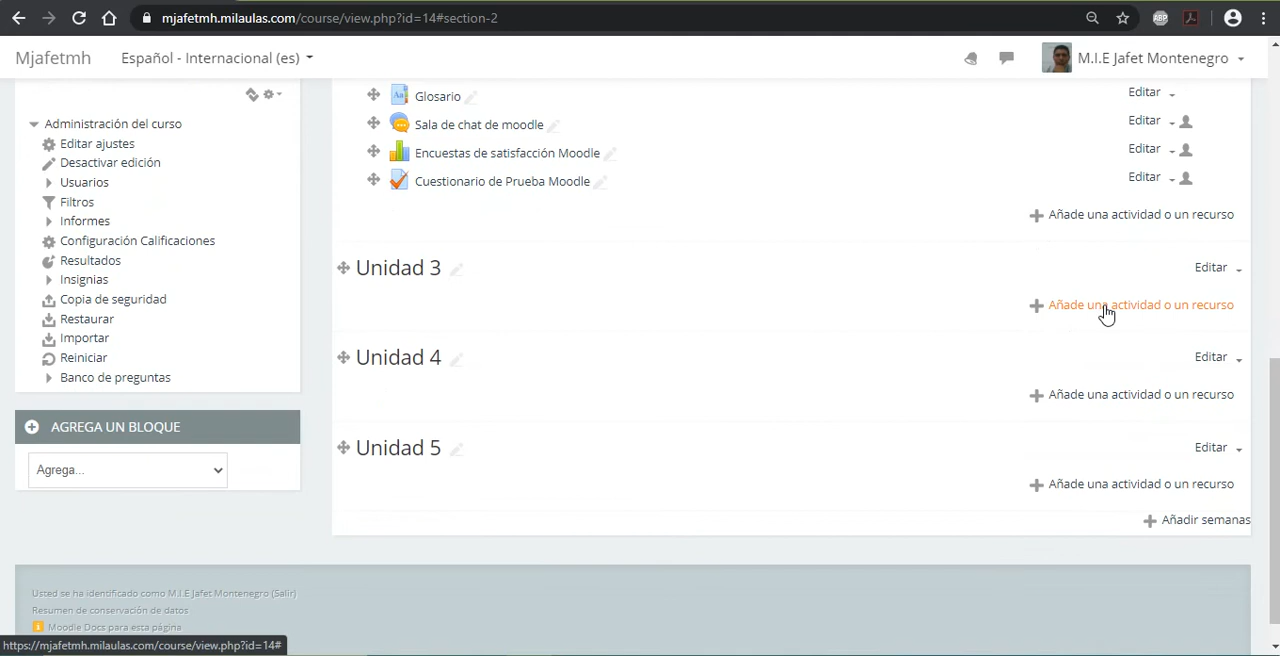 mjafetmh.milaulas.com/course/view.php?id=14#section-2
ABP
Mjafetmh
Español - Internacional (es)
M.I.E Jafet Montenegro
Administración del curso
Editar ajustes
Desactivar edición
Usuarios
Filtros
Informes
Configuración Calificaciones
Resultados
Insignias
Copia de seguridad
Restaurar
Importar
Reiniciar
Banco de preguntas
AGREGA UN BLOQUE
Agrega...
Aa
Glosario
Editar
Sala de chat de moodle
Editar
Encuestas de satisfacción Moodle
Editar
Cuestionario de Prueba Moodle
Editar
Añade una actividad o un recurso
Unidad 3
Editar
Añade una actividad o un recurso
Unidad 4
Editar
Añade una actividad o un recurso
Unidad 5
Editar
Añade una actividad o un recurso
Añadir semanas
Usted se ha identificado como M.I.E Jafet Montenegro (Salir)
Resumen de conservación de datos
Moodle Docs para esta página
https://mjafetmh.milaulas.com/course/view.php?id=14#